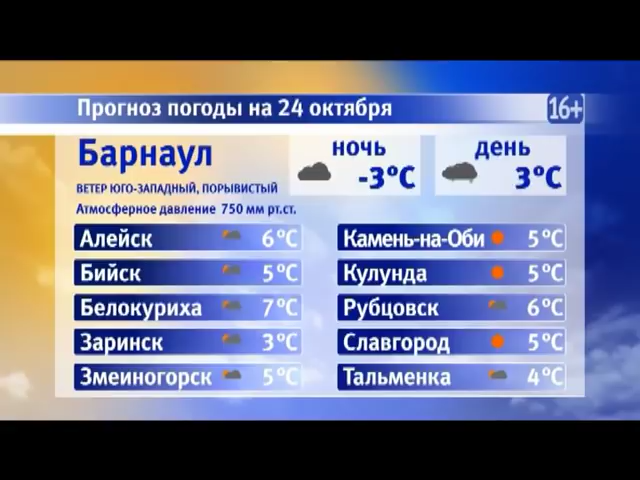 Прогноз погоды на 24 октября
16+
Барнаул
ночь
-3°C
день
3°C
ВЕТЕР ЮГО-ЗАПАДНЫЙ, ПОРЫВИСТЫЙ
Атмосферное давление 750 мм рт.ст.
Алейск 6°C
Бийск 5°C
Белокуриха 7°C
Заринск 3°C
Змеиногорск 5°C
Камень-на-Оби 5°C
Кулунда 5°C
Рубцовск 6°C
Славгород 5°C
Тальменка 4°C